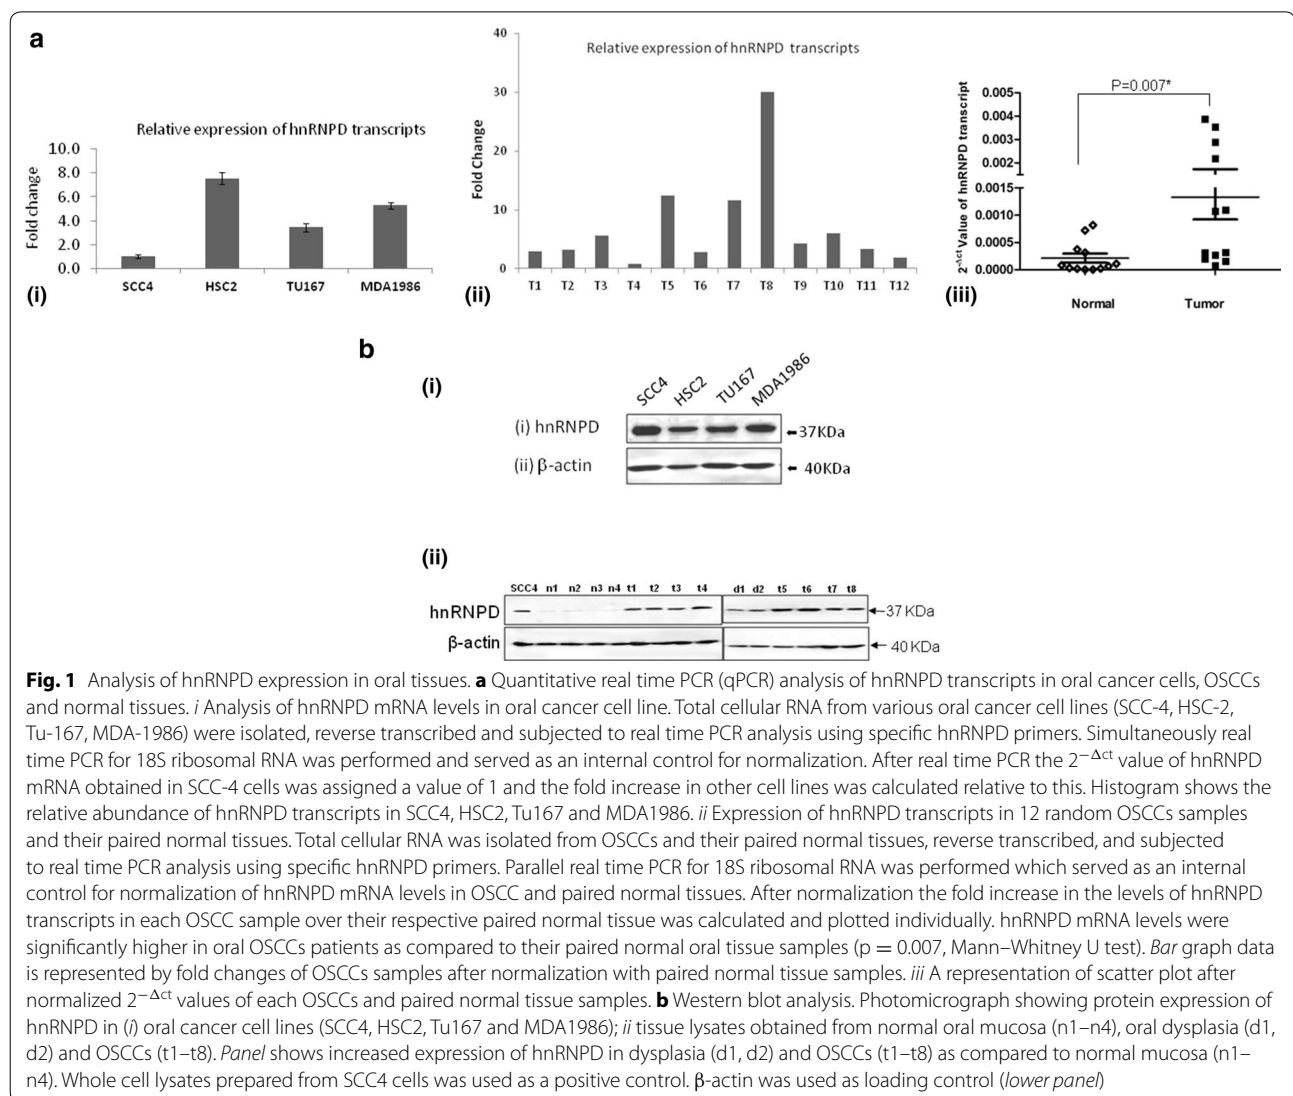 a
Relative expression of hnRNPD transcripts
Fold change
10.0
8.0
6.0
4.0
2.0
0.0
SCC4 HSC2 TU167 MDA1986
(i)
Relative expression of hnRNPD transcripts
Fold Change
40
30
20
10
0
T1 T2 T3 T4 T5 T6 T7 T8 T9 T10 T11 T12
(ii)
P=0.007*
2^-Δct Value of hnRNPD transcript
0.005
0.004
0.003
0.002
0.0015
0.0010
0.0005
0.0000
Normal Tumor
(iii)
b
(i)
SCC4 HSC2 TU167 MDA1986
(i) hnRNPD 37KDa
(ii) β-actin 40KDa
(ii)
SCC4 n1 n2 n3 n4 t1 t2 t3 t4 d1 d2 t5 t6 t7 t8
hnRNPD 37 KDa
β-actin 40 KDa
Fig. 1 Analysis of hnRNPD expression in oral tissues. a Quantitative real time PCR (qPCR) analysis of hnRNPD transcripts in oral cancer cells, OSCCs
and normal tissues. i Analysis of hnRNPD mRNA levels in oral cancer cell line. Total cellular RNA from various oral cancer cell lines (SCC-4, HSC-2,
Tu-167, MDA-1986) were isolated, reverse transcribed and subjected to real time PCR analysis using specific hnRNPD primers. Simultaneously real
time PCR for 18S ribosomal RNA was performed and served as an internal control for normalization. After real time PCR the 2^−Δct value of hnRNPD
mRNA obtained in SCC-4 cells was assigned a value of 1 and the fold increase in other cell lines was calculated relative to this. Histogram shows the
relative abundance of hnRNPD transcripts in SCC4, HSC2, Tu167 and MDA1986. ii Expression of hnRNPD transcripts in 12 random OSCCs samples
and their paired normal tissues. Total cellular RNA was isolated from OSCCs and their paired normal tissues, reverse transcribed, and subjected
to real time PCR analysis using specific hnRNPD primers. Parallel real time PCR for 18S ribosomal RNA was performed which served as an internal
control for normalization of hnRNPD mRNA levels in OSCC and paired normal tissues. After normalization the fold increase in the levels of hnRNPD
transcripts in each OSCC sample over their respective paired normal tissue was calculated and plotted individually. hnRNPD mRNA levels were
significantly higher in oral OSCCs patients as compared to their paired normal oral tissue samples (p = 0.007, Mann–Whitney U test). Bar graph data
is represented by fold changes of OSCCs samples after normalization with paired normal tissue samples. iii A representation of scatter plot after
normalized 2^−Δct values of each OSCCs and paired normal tissue samples. b Western blot analysis. Photomicrograph showing protein expression of
hnRNPD in (i) oral cancer cell lines (SCC4, HSC2, Tu167 and MDA1986); ii tissue lysates obtained from normal oral mucosa (n1–n4), oral dysplasia (d1,
d2) and OSCCs (t1–t8). Panel shows increased expression of hnRNPD in dysplasia (d1, d2) and OSCCs (t1–t8) as compared to normal mucosa (n1–
n4). Whole cell lysates prepared from SCC4 cells was used as a positive control. β-actin was used as loading control (lower panel)